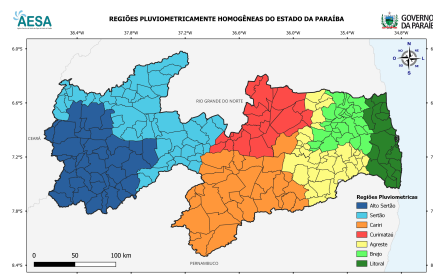 AESA
REGIÕES PLUVIOMETRICAMENTE HOMOGÊNEAS DO ESTADO DA PARAÍBA
GOVERNO
DA PARAÍB
38.4°W 37.8°W 37.2°W 36.6°W 36.0°W 35.4°W 34.8°W
6.0°S
N
S
RIO GRANDE DO NORTE
6.6°S
CEARÁ
7.2°S
7.8°S
Regiões Pluviometricas
Alto Sertão
Sertão
Cariri
Curimataú
Agreste
Brejo
Litoral
0 50 100 km
PERNAMBUCO
8.4°S